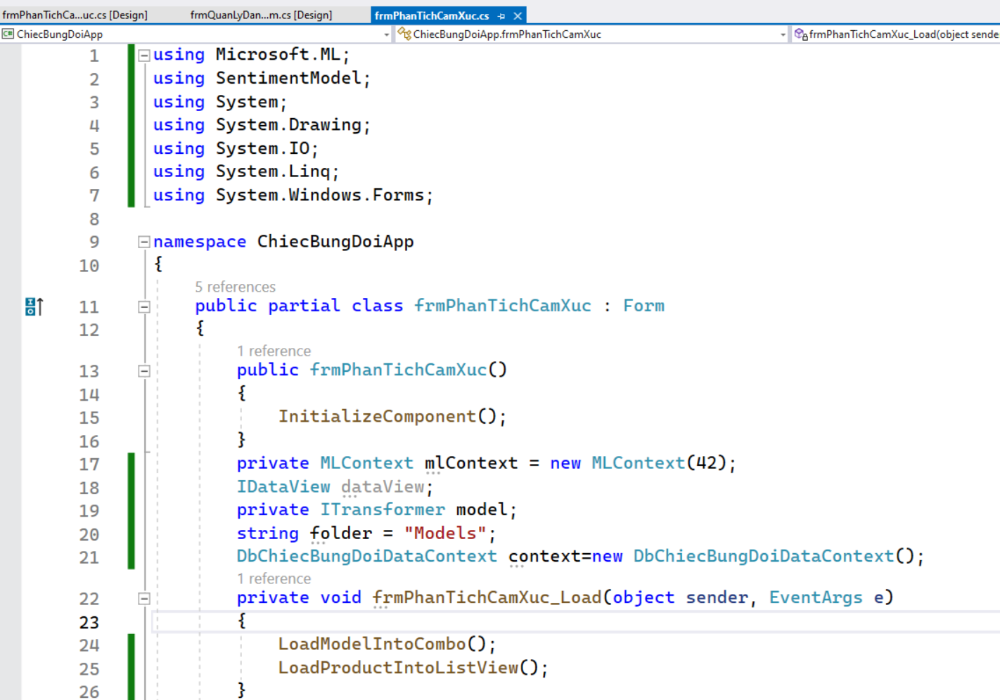 frmPhanTichCa...uc.cs [Design] frmQuanLyDan...m.cs [Design] frmPhanTichCamXuc.cs
C# ChiecBungDoiApp ChiecBungDoiApp.frmPhanTichCamXuc frmPhanTichCamXuc_Load(object sende
1 using Microsoft.ML;
2 using SentimentModel;
3 using System;
4 using System.Drawing;
5 using System.IO;
6 using System.Linq;
7 using System.Windows.Forms;
8
9 namespace ChiecBungDoiApp
10 {
5 references
11 public partial class frmPhanTichCamXuc : Form
12 {
1 reference
13 public frmPhanTichCamXuc()
14 {
15 InitializeComponent();
16 }
17 private MLContext mlContext = new MLContext(42);
18 IDataView dataView;
19 private ITransformer model;
20 string folder = "Models";
21 DbChiecBungDoiDataContext context=new DbChiecBungDoiDataContext();
1 reference
22 private void frmPhanTichCamXuc_Load(object sender, EventArgs e)
23 {
24 LoadModelIntoCombo();
25 LoadProductIntoListView();
26 }